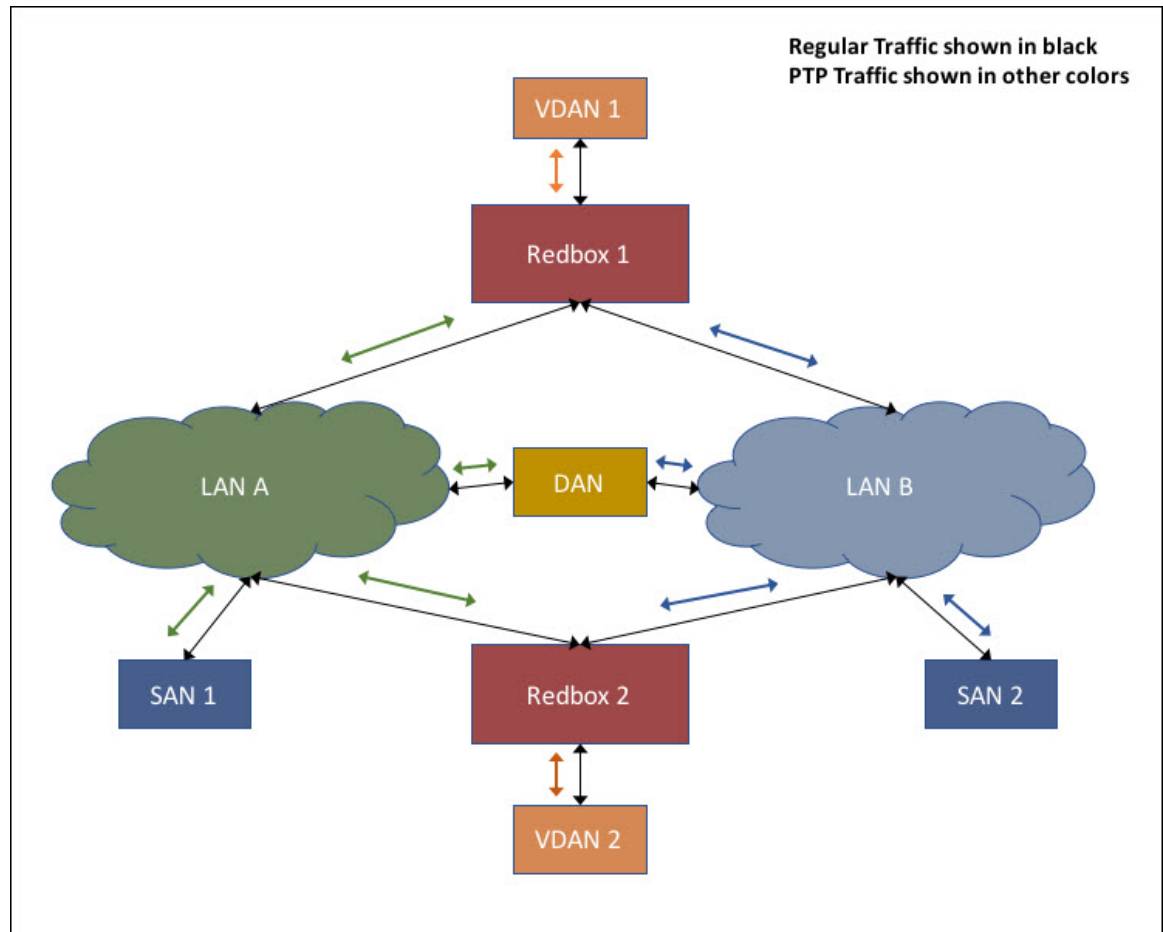 Regular Traffic shown in black
PTP Traffic shown in other colors
VDAN 1
Redbox 1
LAN A
DAN
LAN B
SAN 1
Redbox 2
SAN 2
VDAN 2